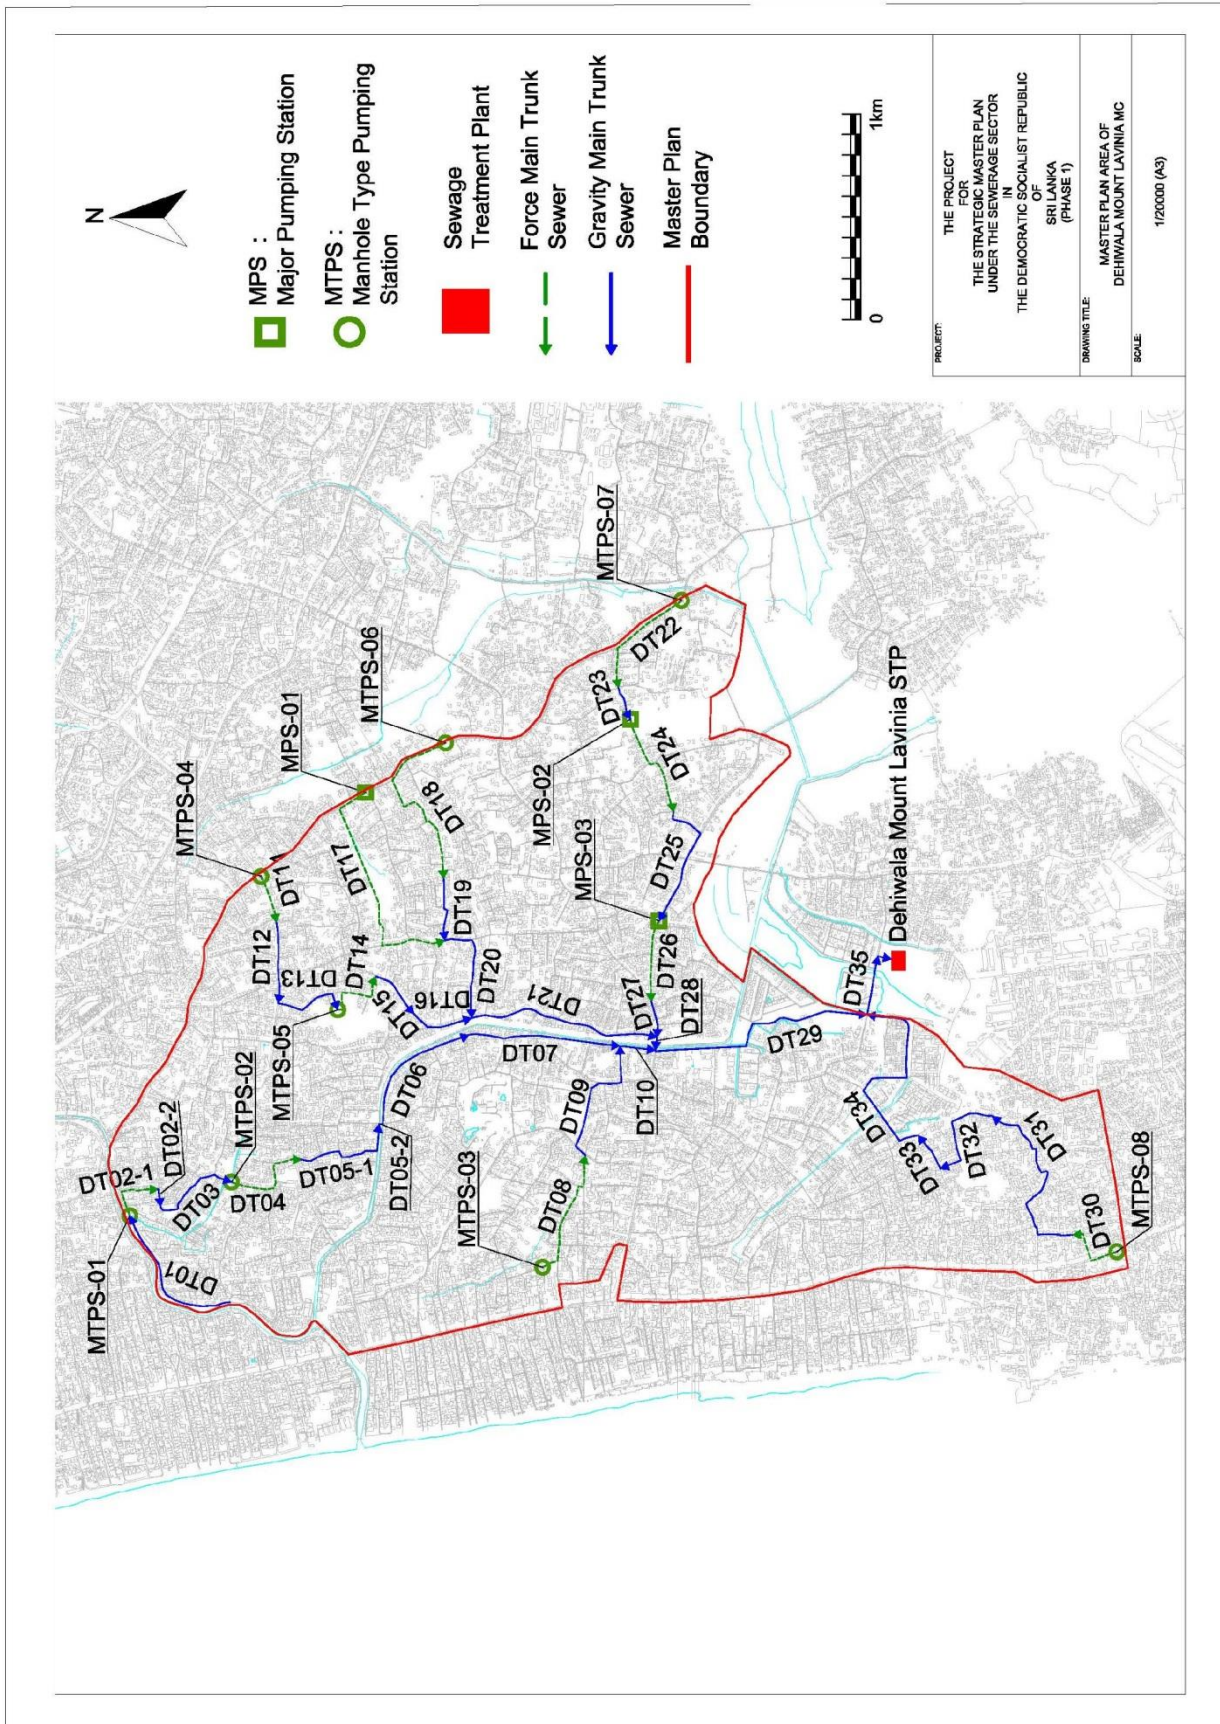 N
MPS :
Major Pumping Station
MTPS :
Manhole Type Pumping
Station
Sewage
Treatment Plant
Force Main Trunk
Sewer
Gravity Main Trunk
Sewer
Master Plan
Boundary
0
1km
PROJECT:
THE PROJECT
FOR
THE STRATEGIC MASTER PLAN
UNDER THE SEWERAGE SECTOR
IN
THE DEMOCRATIC SOCIALIST REPUBLIC
OF
SRI LANKA
(PHASE 1)
DRAWING TITLE:
MASTER PLAN AREA OF
DEHIWALA MOUNT LAVINIA MC
SCALE:
1/20000 (A3)
MTPS-01
DT01
DT02-1
DT02-2
DT03
MTPS-02
DT04
DT05-1
DT05-2
DT06
DT07
MTPS-03
DT08
DT09
DT10
MTPS-04
DT11
DT12
DT13
MTPS-05
DT14
DT15
DT16
MPS-01
DT17
MTPS-06
DT18
DT19
DT20
DT21
MTPS-07
DT22
DT23
MPS-02
DT24
DT25
MPS-03
DT26
DT27
DT28
DT29
MTPS-08
DT30
DT31
DT32
DT33
DT34
DT35
Dehiwala Mount Lavinia STP